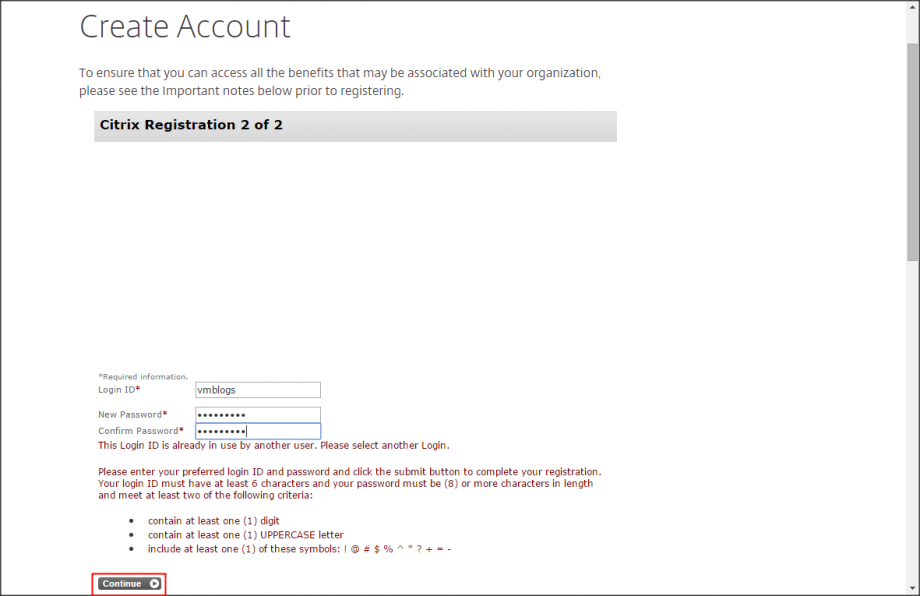 Create Account
To ensure that you can access all the benefits that may be associated with your organization,
please see the Important notes below prior to registering.
Citrix Registration 2 of 2
*Required information.
Login ID* vmblogs
New Password* •••••••••
Confirm Password* •••••••••
This Login ID is already in use by another user. Please select another Login.
Please enter your preferred login ID and password and click the submit button to complete your registration.
Your login ID must have at least 6 characters and your password must be (8) or more characters in length
and meet at least two of the following criteria:
• contain at least one (1) digit
• contain at least one (1) UPPERCASE letter
• include at least one (1) of these symbols: ! @ # $ % ^ * ? + = -
Continue